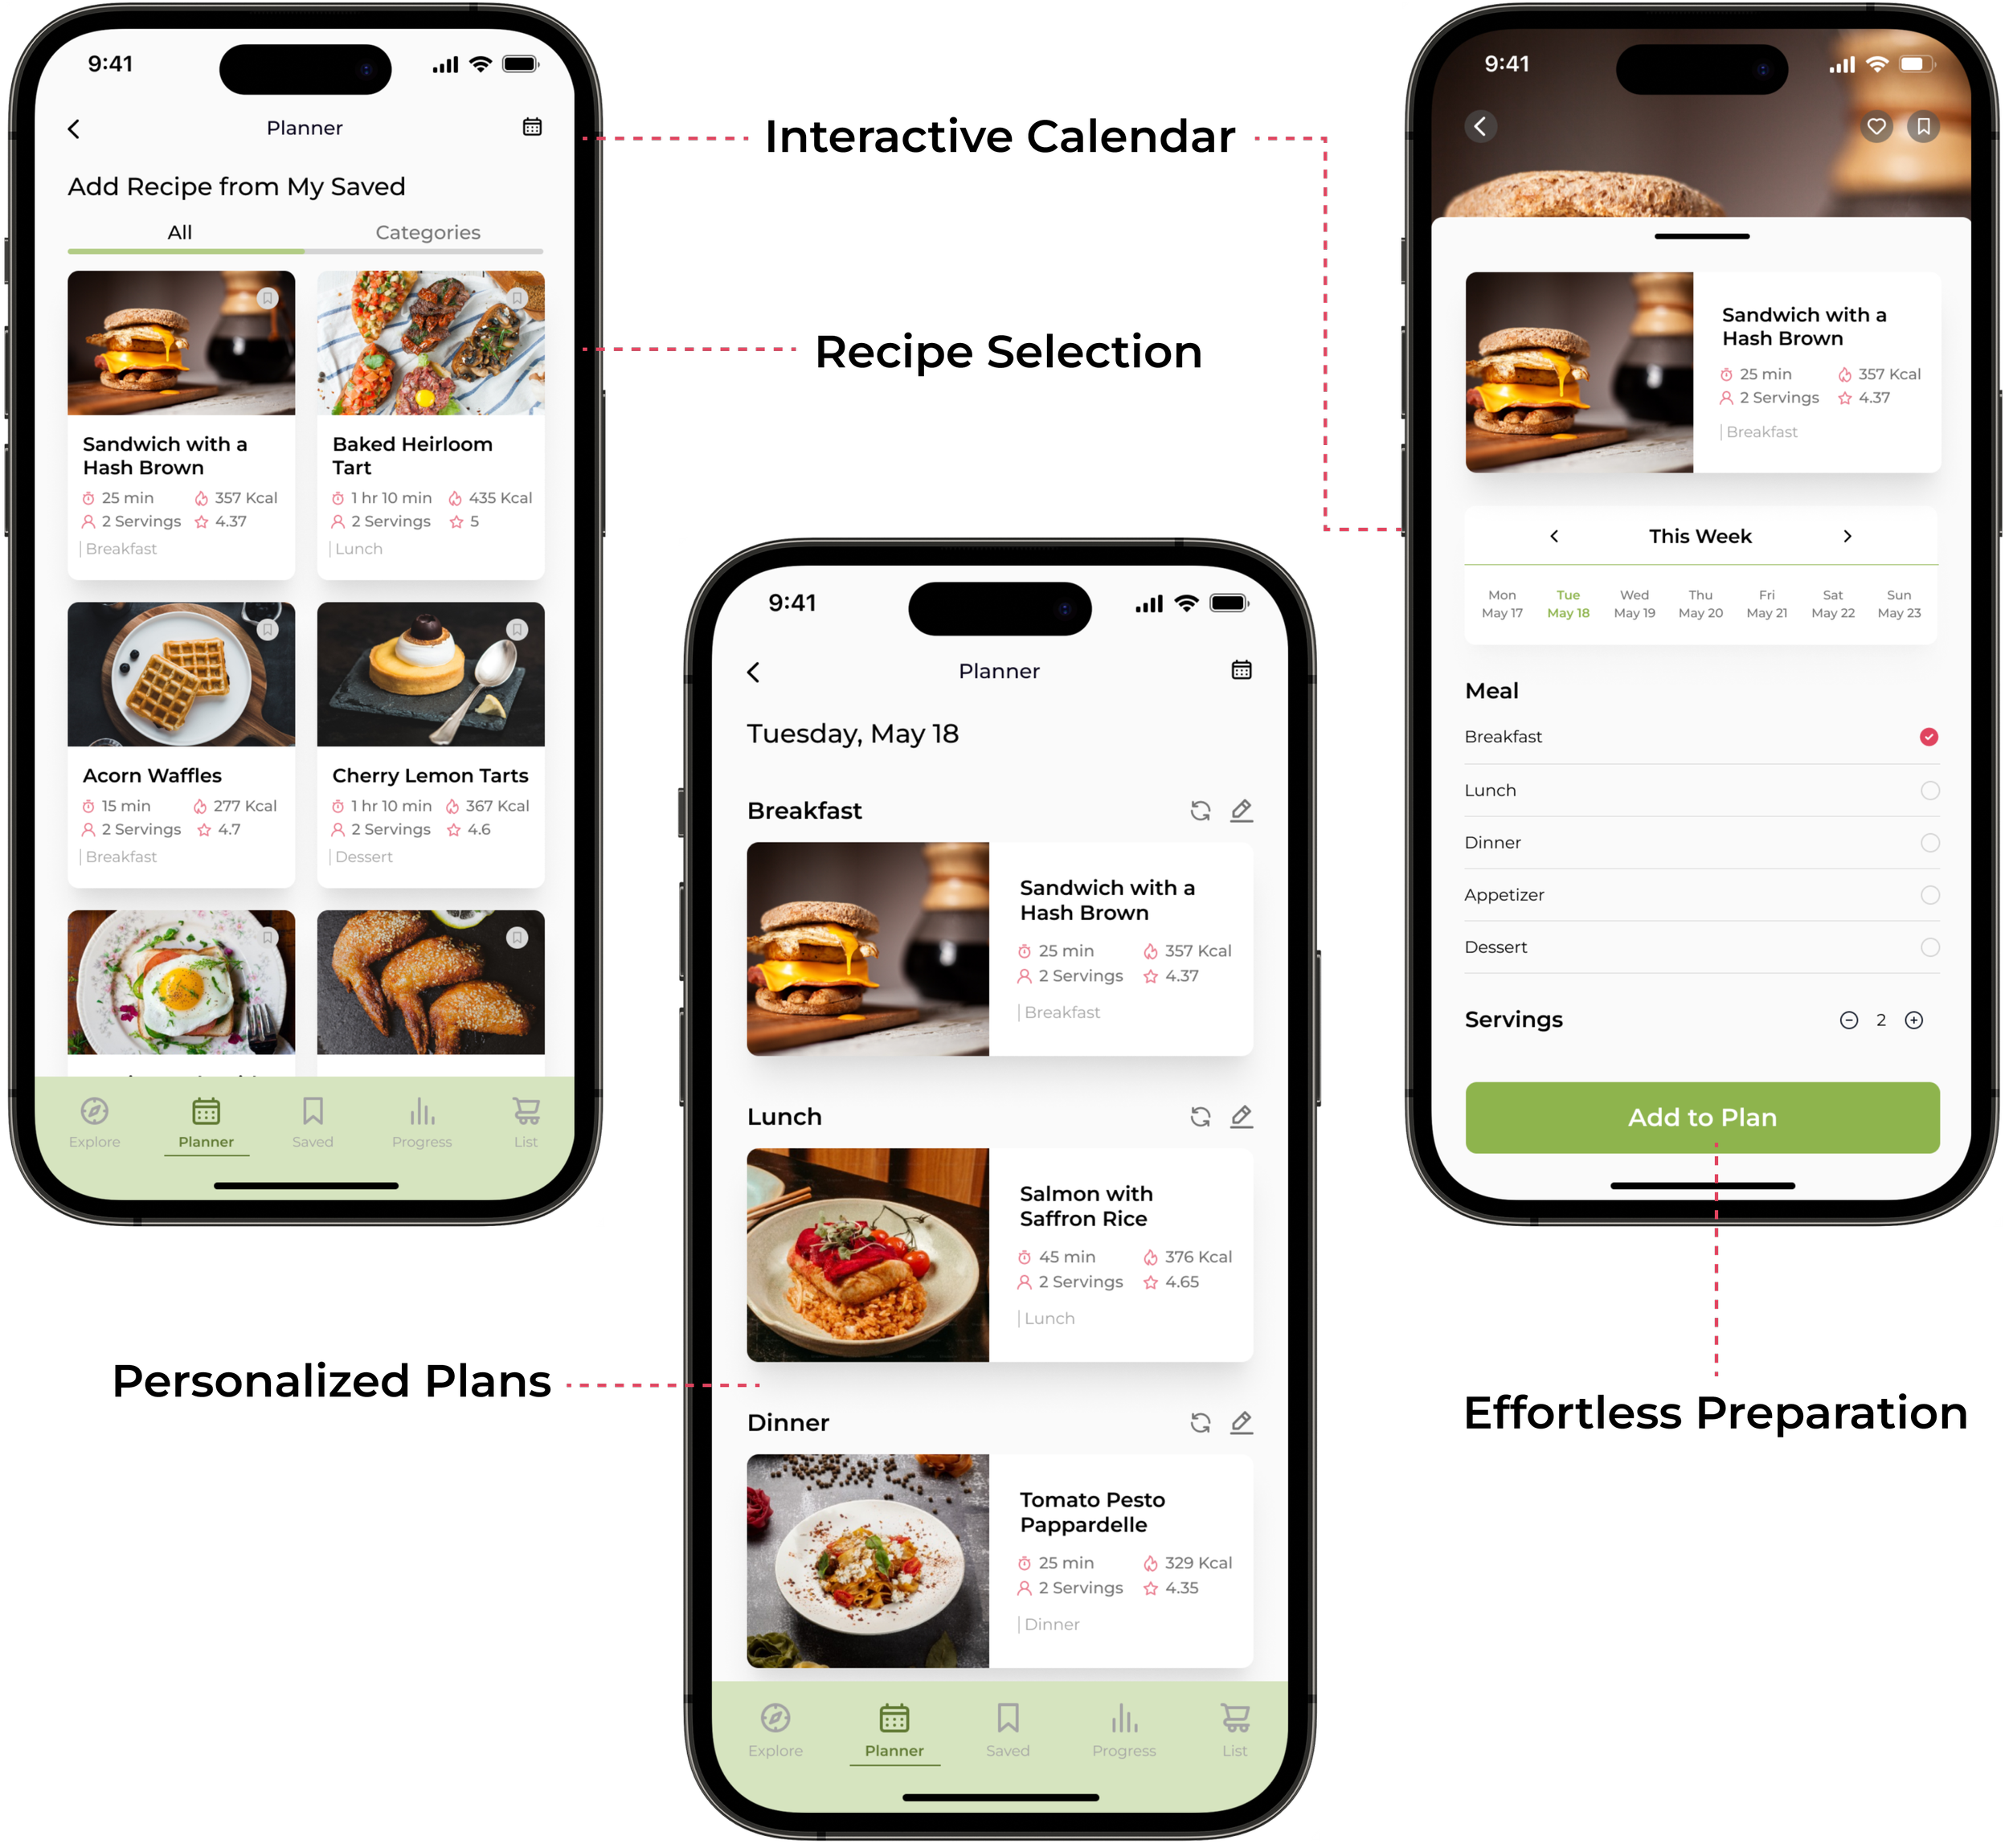 9:41
Planner
Add Recipe from My Saved
All Categories
Sandwich with a
Hash Brown
25 min 357 Kcal
2 Servings 4.37
Breakfast
Baked Heirloom
Tart
1 hr 10 min 435 Kcal
2 Servings 5
Lunch
Acorn Waffles
15 min 277 Kcal
2 Servings 4.7
Breakfast
Cherry Lemon Tarts
1 hr 10 min 367 Kcal
2 Servings 4.6
Dessert
Explore Planner Saved Progress List
Interactive Calendar
Recipe Selection
Personalized Plans
9:41
Planner
Tuesday, May 18
Breakfast
Sandwich with a
Hash Brown
25 min 357 Kcal
2 Servings 4.37
Breakfast
Lunch
Salmon with
Saffron Rice
45 min 376 Kcal
2 Servings 4.65
Lunch
Dinner
Tomato Pesto
Pappardelle
25 min 329 Kcal
2 Servings 4.35
Dinner
Explore Planner Saved Progress List
9:41
Sandwich with a
Hash Brown
25 min 357 Kcal
2 Servings 4.37
Breakfast
This Week
Mon Tue Wed Thu Fri Sat Sun
May 17 May 18 May 19 May 20 May 21 May 22 May 23
Meal
Breakfast
Lunch
Dinner
Appetizer
Dessert
Servings 2
Add to Plan
Effortless Preparation